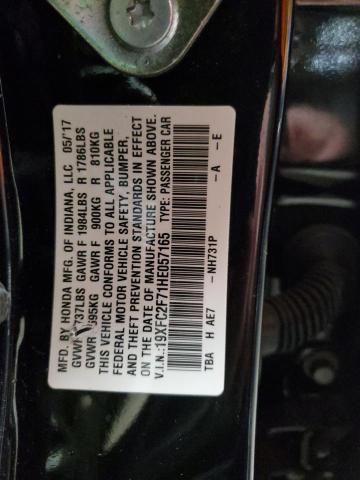 MFD. BY HONDA MFG. OF INDIANA, LLC 05/'17
GVWR 3737LBS GAWR F 1984LBS R 1786LBS
GVWR 1695KG GAWR F 900KG R 810KG
THIS VEHICLE CONFORMS TO ALL APPLICABLE
FEDERAL MOTOR VEHICLE SAFETY, BUMPER,
AND THEFT PREVENTION STANDARDS IN EFFECT
ON THE DATE OF MANUFACTURE SHOWN ABOVE.
V.I.N.:19XFC2F71HE057165 TYPE: PASSENGER CAR
TBA H AE7 -NH731P -A -E